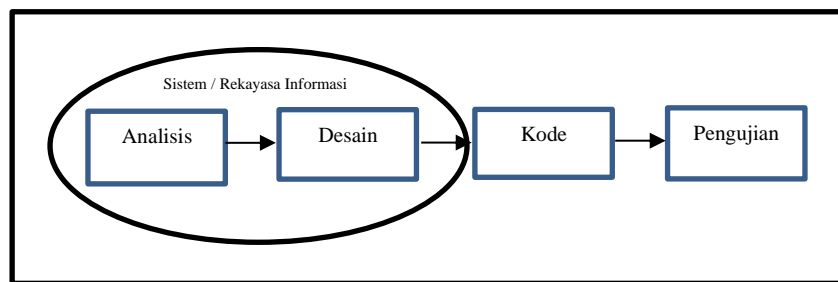 Sistem / Rekayasa Informasi
Analisis
Desain
Kode
Pengujian